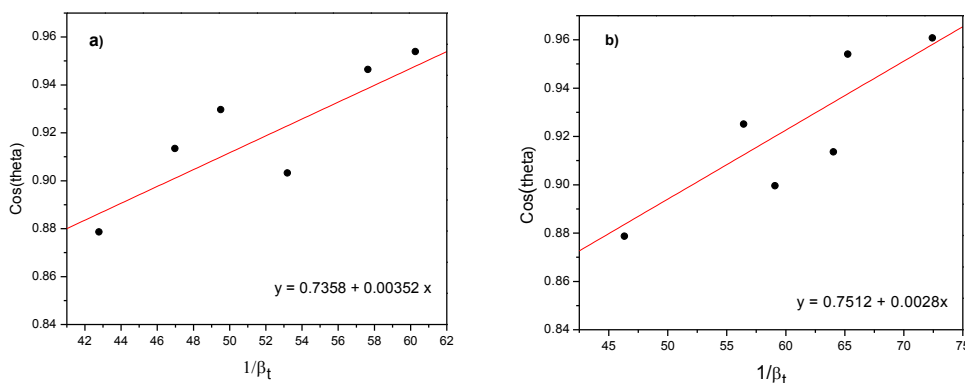 a)
0.96
0.94
0.92
0.90
0.88
0.86
0.84
Cos(theta)
y = 0.7358 + 0.00352 x
42 44 46 48 50 52 54 56 58 60 62
1/βt
b)
0.96
0.94
0.92
0.90
0.88
0.86
0.84
Cos(theta)
y = 0.7512 + 0.0028x
45 50 55 60 65 70 75
1/βt